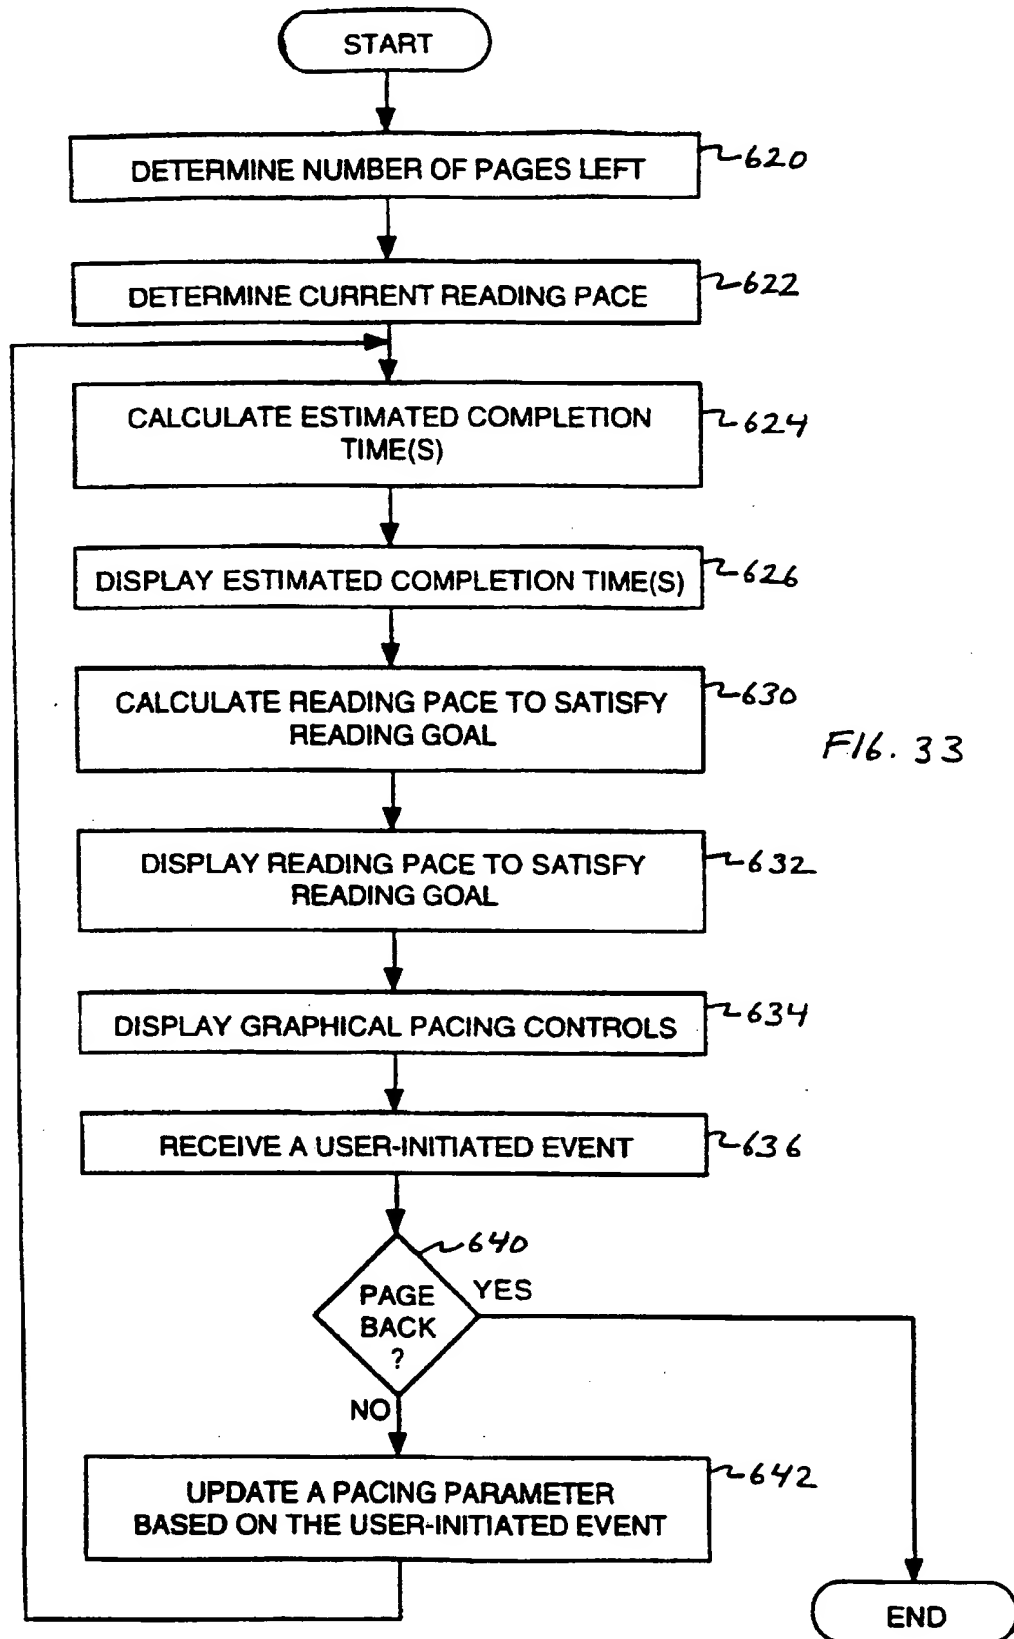 START
DETERMINE NUMBER OF PAGES LEFT
620
DETERMINE CURRENT READING PACE
622
CALCULATE ESTIMATED COMPLETION
TIME(S)
624
DISPLAY ESTIMATED COMPLETION TIME(S)
626
CALCULATE READING PACE TO SATISFY
READING GOAL
630
FIG. 33
DISPLAY READING PACE TO SATISFY
READING GOAL
632
DISPLAY GRAPHICAL PACING CONTROLS
634
RECEIVE A USER-INITIATED EVENT
636
640
PAGE
BACK
?
YES
NO
UPDATE A PACING PARAMETER
BASED ON THE USER-INITIATED EVENT
642
END